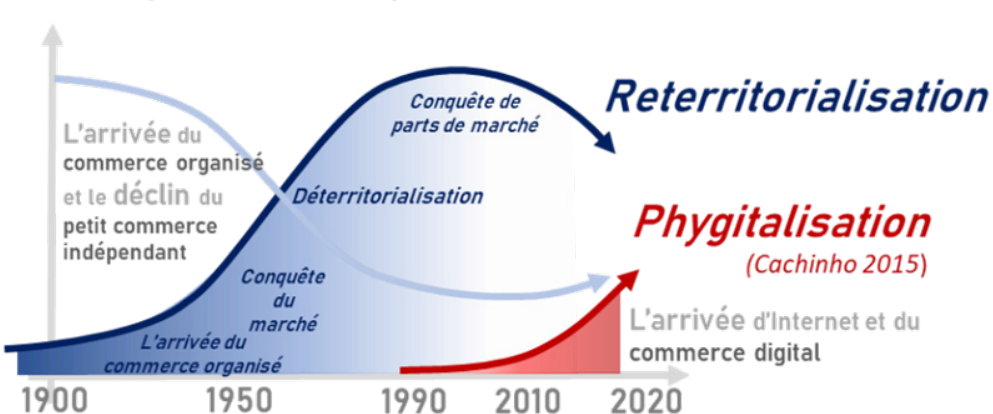 Reterritorialisation
Conquête de
parts de marché
L'arrivée du
commerce organisé
et le déclin du
petit commerce
indépendant
Déterritorialisation
Phygitalisation
(Cachinho 2015)
Conquête
du
marché
L'arrivée du
commerce organisé
L'arrivée d'Internet et du
commerce digital
1900 1950 1990 2010 2020